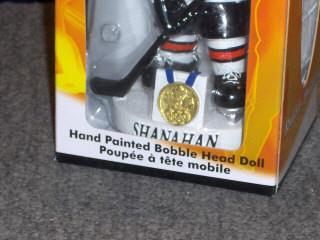 SHANAHAN
Hand Painted Bobble Head Doll
Poupée à tête mobile